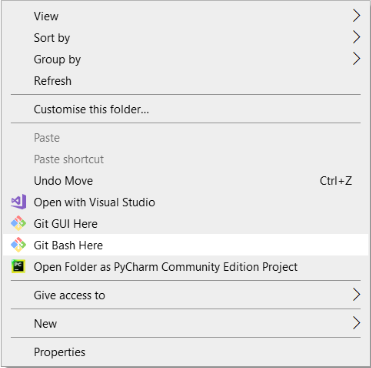 View
Sort by
Group by
Refresh
Customise this folder...
Paste
Paste shortcut
Undo Move Ctrl+Z
Open with Visual Studio
Git GUI Here
Git Bash Here
Open Folder as PyCharm Community Edition Project
Give access to
New
Properties